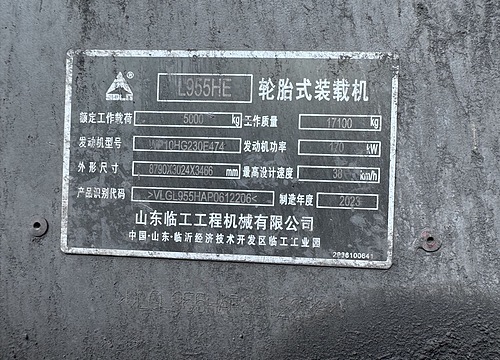 SDLG ® L955HE 轮胎式装载机
额定工作载荷 5000 kg 工作质量 17100 kg
发动机型号 WP10HG230E474 发动机功率 170 kW
外形尺寸 8790X3024X3466 mm 最高设计速度 38 km/h
产品识别代码 >VLGL955HAP0612206< 制造年度 2023
山东临工工程机械有限公司
中国·山东·临沂经济技术开发区临工工业园
2936100641